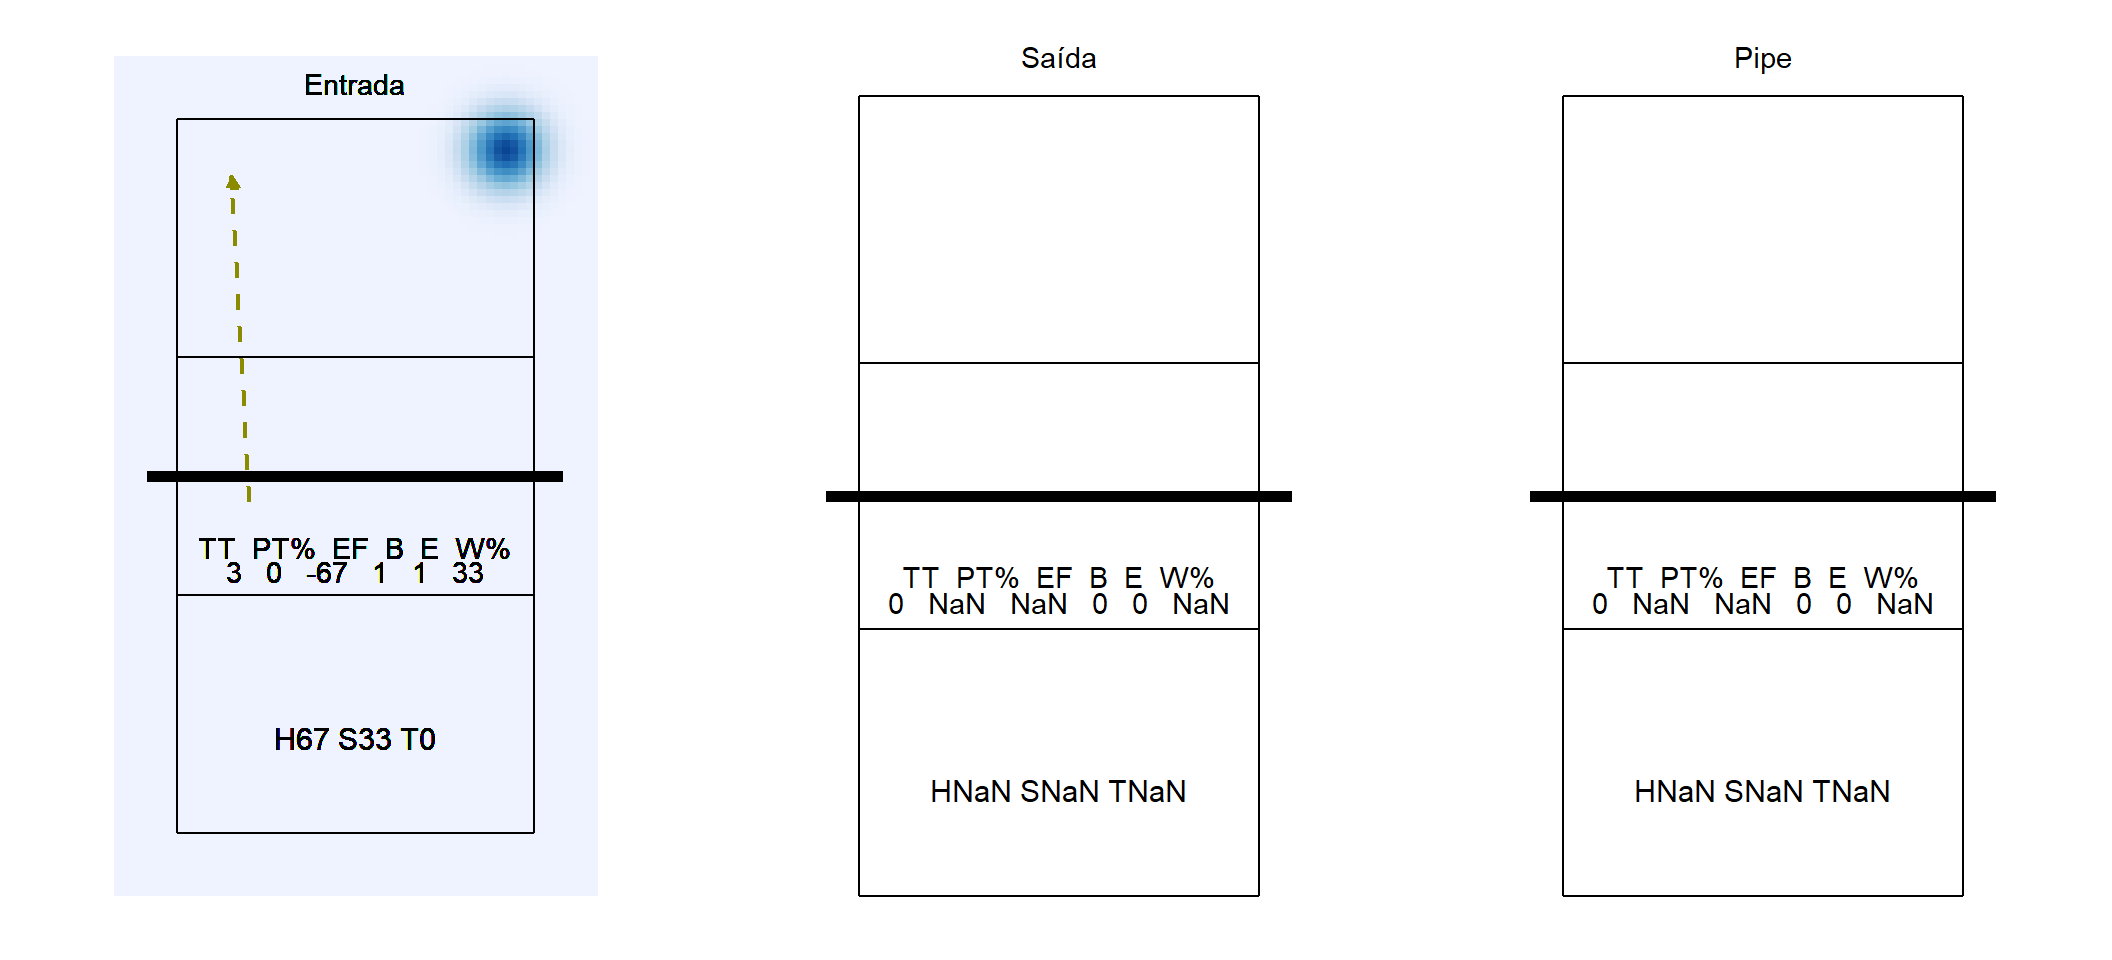 Entrada
TT PT% EF B E W%
3 0 -67 1 1 33
H67 S33 T0
Saída
TT PT% EF B E W%
0 NaN NaN 0 0 NaN
HNaN SNaN TNaN
Pipe
TT PT% EF B E W%
0 NaN NaN 0 0 NaN
HNaN SNaN TNaN